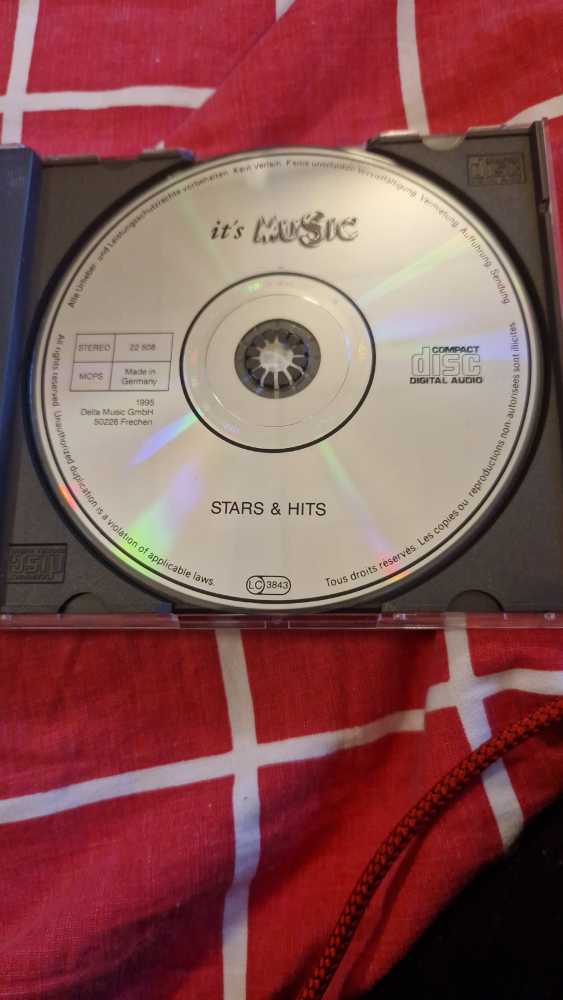 Alle Urheber- und Leistungsschutzrechte vorbehalten. Kein Verleih. Keine unerlaubte Vervielfältigung, Vermietung, Aufführung, Sendung.
it's MUSIC
STEREO 22 508
MCPS Made in Germany
1995
Delta Music GmbH
50226 Frechen
COMPACT
disc
DIGITAL AUDIO
STARS & HITS
All rights reserved. Unauthorized duplication is a violation of applicable laws.
LC 3843
Tous droits réservés. Les copies ou reproductions non-autorisées sont illicites